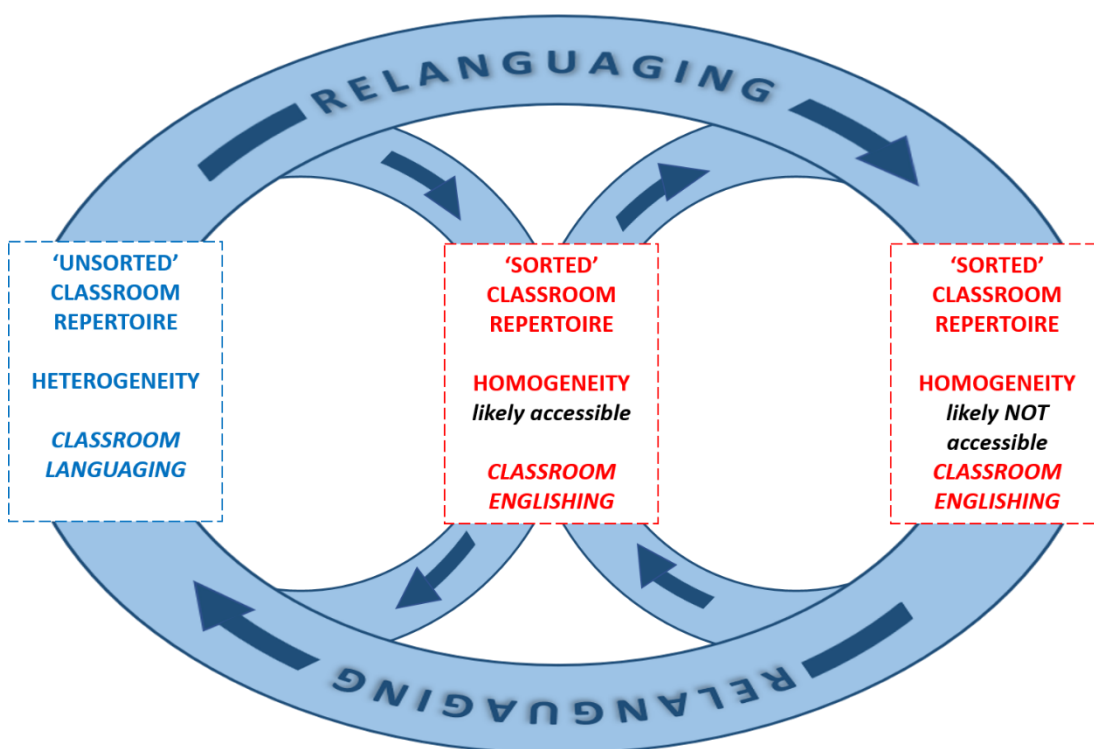 RELANGUAGING
‘UNSORTED’
CLASSROOM
REPERTOIRE
HETEROGENEITY
CLASSROOM
LANGUAGING
‘SORTED’
CLASSROOM
REPERTOIRE
HOMOGENEITY
likely accessible
CLASSROOM
ENGLISHING
‘SORTED’
CLASSROOM
REPERTOIRE
HOMOGENEITY
likely NOT
accessible
CLASSROOM
ENGLISHING
RELANGUAGING